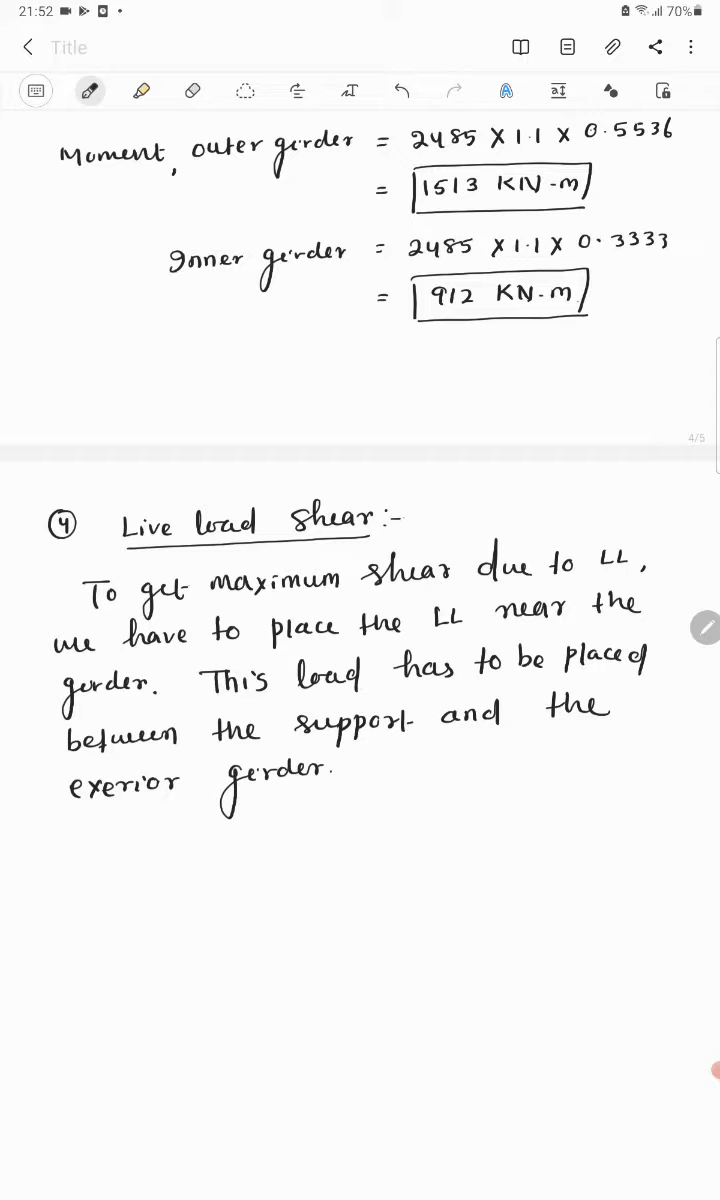 21:52 70%
Title
Moment, outer girder = 2485 X 1.1 X 0.5536
= 1513 KN-m
Inner girder = 2485 X 1.1 X 0.3333
= 912 KN-m
4/5
4 Live load shear:-
To get maximum shear due to LL,
we have to place the LL near the
gurder. This load has to be placed
between the support and the
exerior girder.